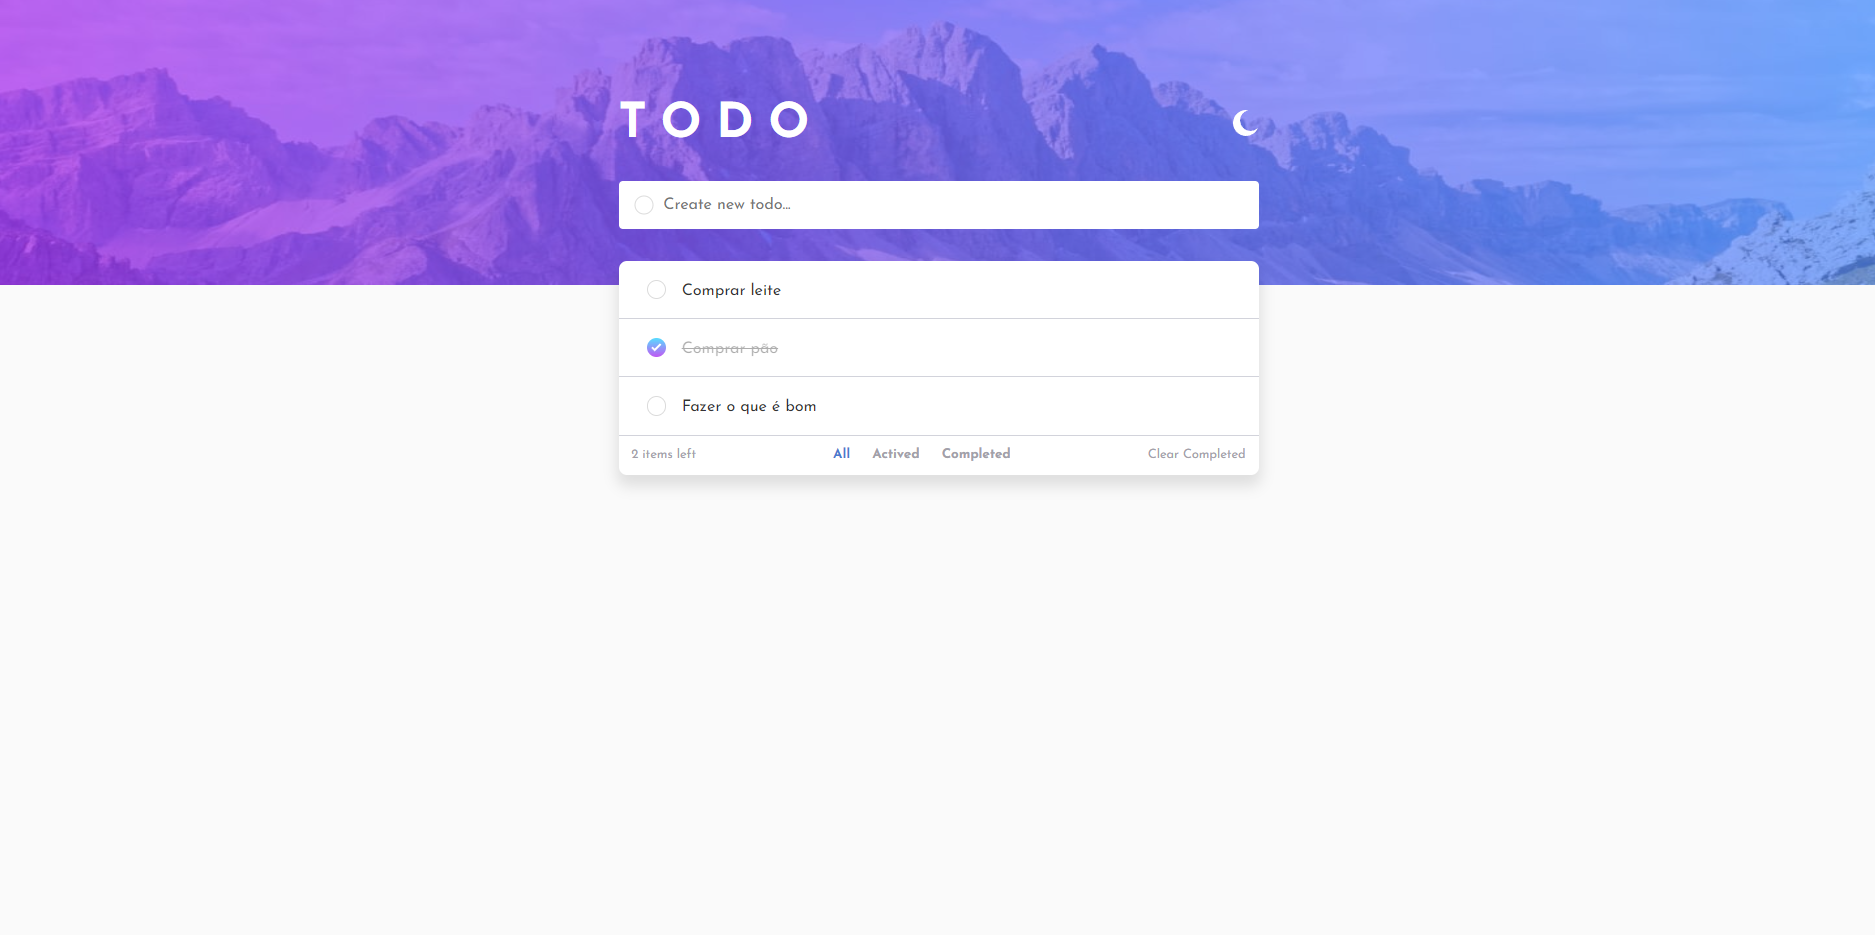 TODO
Create new todo...
Comprar leite
Comprar pão
Fazer o que é bom
2 items left All Actived Completed Clear Completed